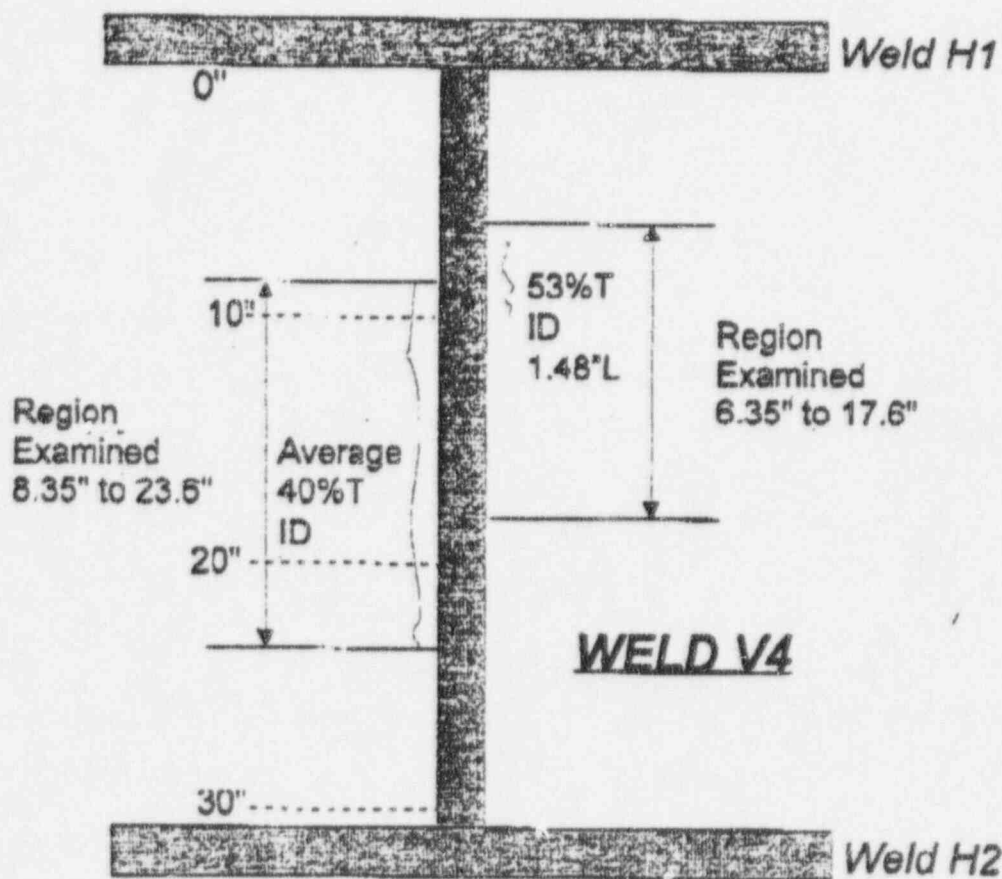 Weld H1
0"
10"
53%T
ID
1.48"L
Region
Examined
6.35" to 17.6"
Region
Examined
8.35" to 23.6"
Average
40%T
ID
20"
WELD V4
30"
Weld H2